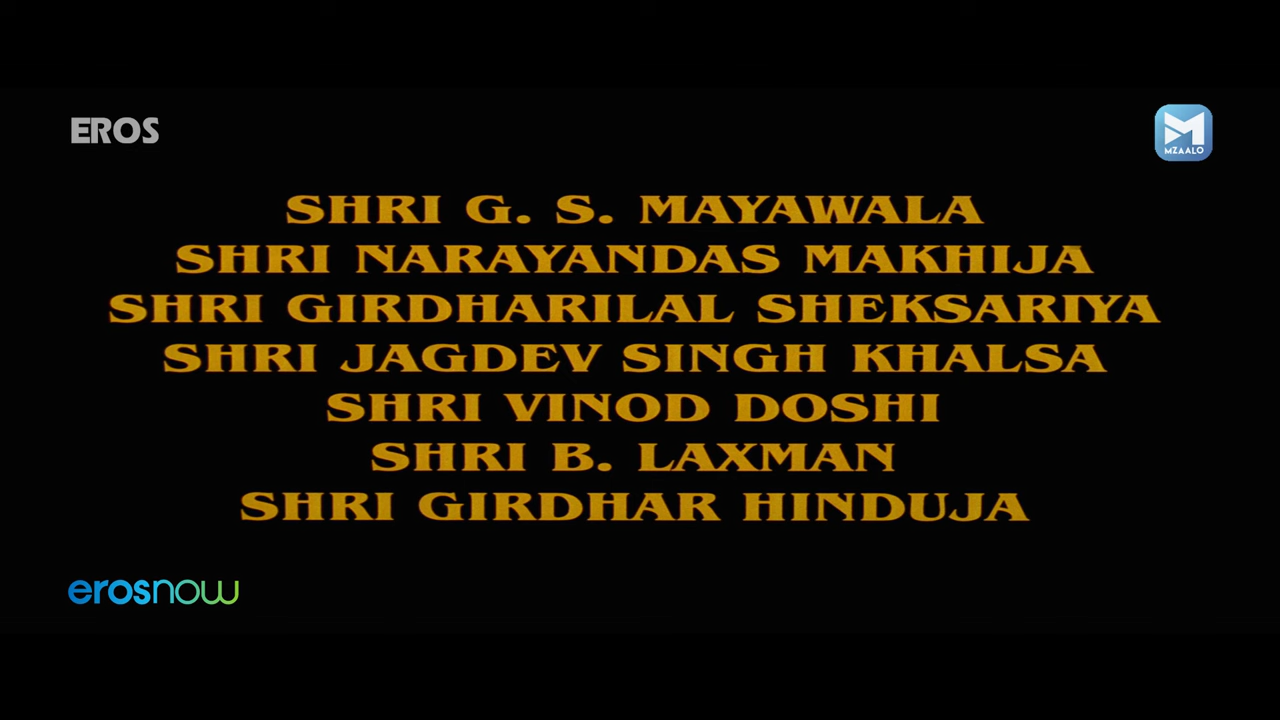 EROS
MZAALO
SHRI G. S. MAYAWALA
SHRI NARAYANDAS MAKHIJA
SHRI GIRDHARILAL SHEKSARIYA
SHRI JAGDEV SINGH KHALSA
SHRI VINOD DOSHI
SHRI B. LAXMAN
SHRI GIRDHAR HINDUJA
erosnow